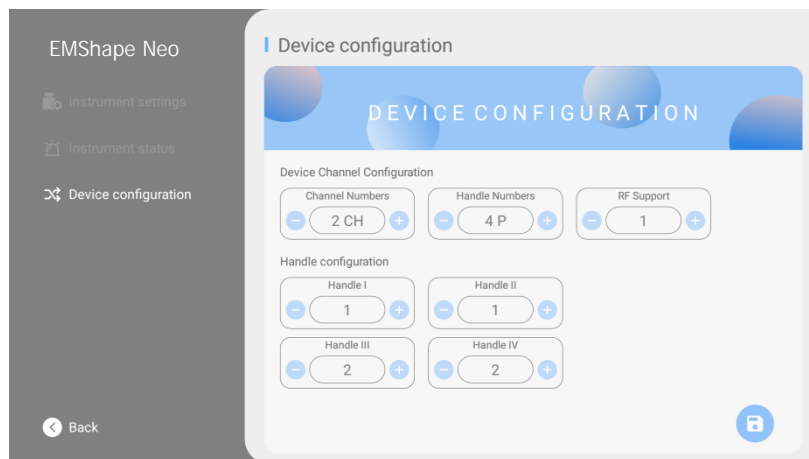 EMShape Neo
Instrument settings
Instrument status
Device configuration
Back
Device configuration
DEVICE CONFIGURATION
Device Channel Configuration
Channel Numbers
− 2 CH +
Handle Numbers
− 4 P +
RF Support
− 1 +
Handle configuration
Handle I
− 1 +
Handle II
− 1 +
Handle III
− 2 +
Handle IV
− 2 +